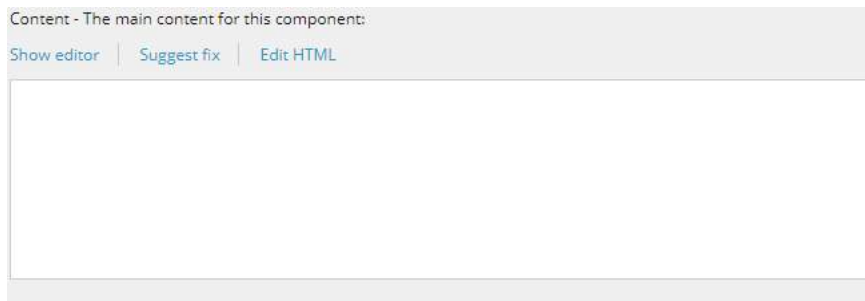 Content - The main content for this component:
Show editor | Suggest fix | Edit HTML